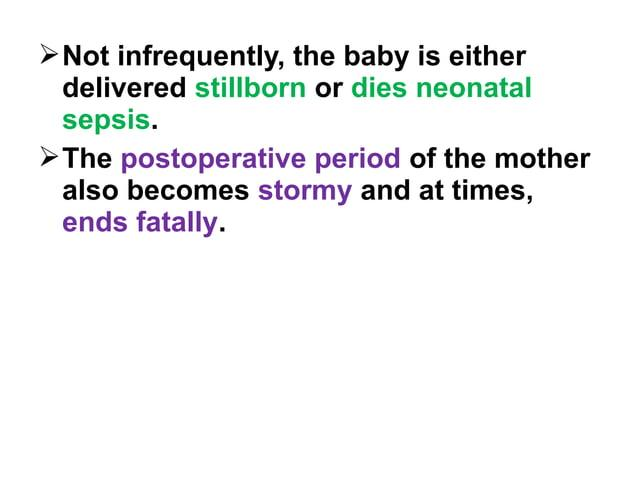 ➢Not infrequently, the baby is either
delivered stillborn or dies neonatal
sepsis.
➢The postoperative period of the mother
also becomes stormy and at times,
ends fatally.